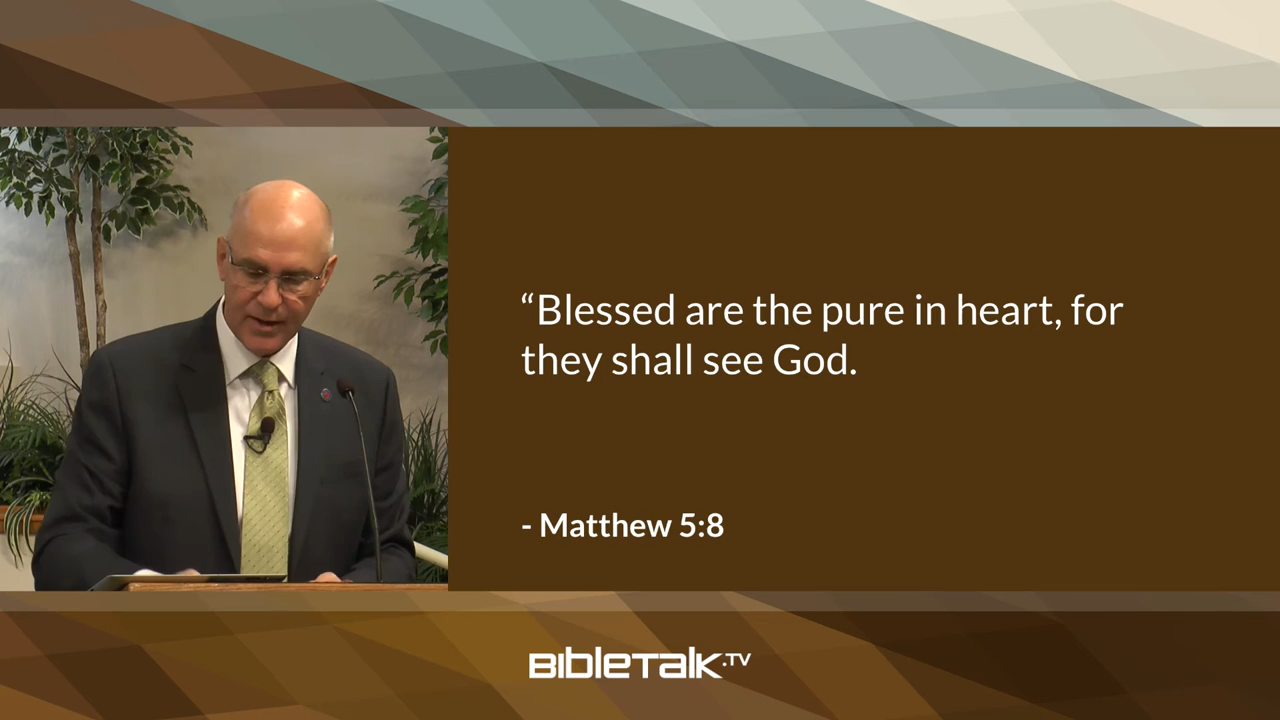 “Blessed are the pure in heart, for
they shall see God.
- Matthew 5:8
BIBLETALK.TV